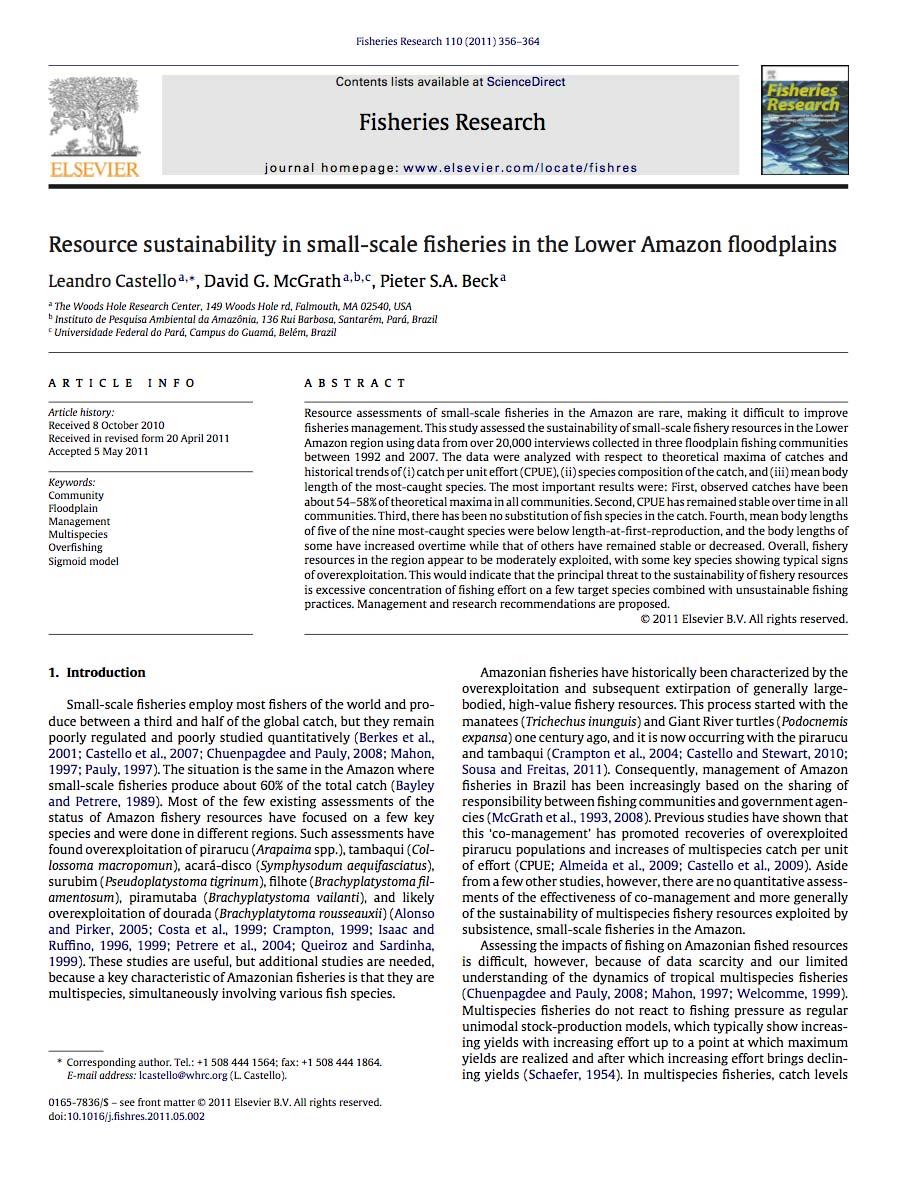 Fisheries Research 110 (2011) 356–364
Contents lists available at ScienceDirect
Fisheries Research
journal homepage: www.elsevier.com/locate/fishres
ELSEVIER
Fisheries
Research
Resource sustainability in small-scale fisheries in the Lower Amazon floodplains
Leandro Castello a,∗, David G. McGrath a,b,c, Pieter S.A. Beck a
a The Woods Hole Research Center, 149 Woods Hole rd, Falmouth, MA 02540, USA
b Instituto de Pesquisa Ambiental da Amazônia, 136 Rui Barbosa, Santarém, Pará, Brazil
c Universidade Federal do Pará, Campus do Guamá, Belém, Brazil
ARTICLE INFO
Article history:
Received 8 October 2010
Received in revised form 20 April 2011
Accepted 5 May 2011
Keywords:
Community
Floodplain
Management
Multispecies
Overfishing
Sigmoid model
ABSTRACT
Resource assessments of small-scale fisheries in the Amazon are rare, making it difficult to improve
fisheries management. This study assessed the sustainability of small-scale fishery resources in the Lower
Amazon region using data from over 20,000 interviews collected in three floodplain fishing communities
between 1992 and 2007. The data were analyzed with respect to theoretical maxima of catches and
historical trends of (i) catch per unit effort (CPUE), (ii) species composition of the catch, and (iii) mean body
length of the most-caught species. The most important results were: First, observed catches have been
about 54–58% of theoretical maxima in all communities. Second, CPUE has remained stable over time in all
communities. Third, there has been no substitution of fish species in the catch. Fourth, mean body lengths
of five of the nine most-caught species were below length-at-first-reproduction, and the body lengths of
some have increased overtime while that of others have remained stable or decreased. Overall, fishery
resources in the region appear to be moderately exploited, with some key species showing typical signs
of overexploitation. This would indicate that the principal threat to the sustainability of fishery resources
is excessive concentration of fishing effort on a few target species combined with unsustainable fishing
practices. Management and research recommendations are proposed.
© 2011 Elsevier B.V. All rights reserved.
1. Introduction
Small-scale fisheries employ most fishers of the world and pro-
duce between a third and half of the global catch, but they remain
poorly regulated and poorly studied quantitatively (Berkes et al.,
2001; Castello et al., 2007; Chuenpagdee and Pauly, 2008; Mahon,
1997; Pauly, 1997). The situation is the same in the Amazon where
small-scale fisheries produce about 60% of the total catch (Bayley
and Petrere, 1989). Most of the few existing assessments of the
status of Amazon fishery resources have focused on a few key
species and were done in different regions. Such assessments have
found overexploitation of pirarucu (Arapaima spp.), tambaqui (Col-
lossoma macropomun), acará-disco (Symphysodum aequifasciatus),
surubim (Pseudoplatystoma tigrinum), filhote (Brachyplatystoma fil-
amentosum), piramutaba (Brachyplatystoma vailanti), and likely
overexploitation of dourada (Brachyplatytoma rousseauxii) (Alonso
and Pirker, 2005; Costa et al., 1999; Crampton, 1999; Isaac and
Ruffino, 1996, 1999; Petrere et al., 2004; Queiroz and Sardinha,
1999). These studies are useful, but additional studies are needed,
because a key characteristic of Amazonian fisheries is that they are
multispecies, simultaneously involving various fish species.
∗ Corresponding author. Tel.: +1 508 444 1564; fax: +1 508 444 1864.
E-mail address: lcastello@whrc.org (L. Castello).
0165-7836/$ – see front matter © 2011 Elsevier B.V. All rights reserved.
doi:10.1016/j.fishres.2011.05.002
Amazonian fisheries have historically been characterized by the
overexploitation and subsequent extirpation of generally large-
bodied, high-value fishery resources. This process started with the
manatees (Trichechus inunguis) and Giant River turtles (Podocnemis
expansa) one century ago, and it is now occurring with the pirarucu
and tambaqui (Crampton et al., 2004; Castello and Stewart, 2010;
Sousa and Freitas, 2011). Consequently, management of Amazon
fisheries in Brazil has been increasingly based on the sharing of
responsibility between fishing communities and government agen-
cies (McGrath et al., 1993, 2008). Previous studies have shown that
this ‘co-management’ has promoted recoveries of overexploited
pirarucu populations and increases of multispecies catch per unit
of effort (CPUE; Almeida et al., 2009; Castello et al., 2009). Aside
from a few other studies, however, there are no quantitative assess-
ments of the effectiveness of co-management and more generally
of the sustainability of multispecies fishery resources exploited by
subsistence, small-scale fisheries in the Amazon.
Assessing the impacts of fishing on Amazonian fished resources
is difficult, however, because of data scarcity and our limited
understanding of the dynamics of tropical multispecies fisheries
(Chuenpagdee and Pauly, 2008; Mahon, 1997; Welcomme, 1999).
Multispecies fisheries do not react to fishing pressure as regular
unimodal stock-production models, which typically show increas-
ing yields with increasing effort up to a point at which maximum
yields are realized and after which increasing effort brings declin-
ing yields (Schaefer, 1954). In multispecies fisheries, catch levels